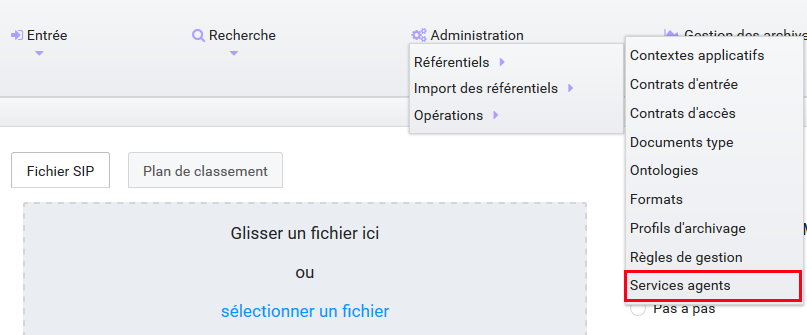 Entrée
Recherche
Administration
Gestion des archive
Référentiels
Import des référentiels
Opérations
Contextes applicatifs
Contrats d'entrée
Contrats d'accès
Documents type
Ontologies
Formats
Profils d'archivage
Règles de gestion
Services agents
Fichier SIP
Plan de classement
Glisser un fichier ici
ou
sélectionner un fichier
Pas à pas